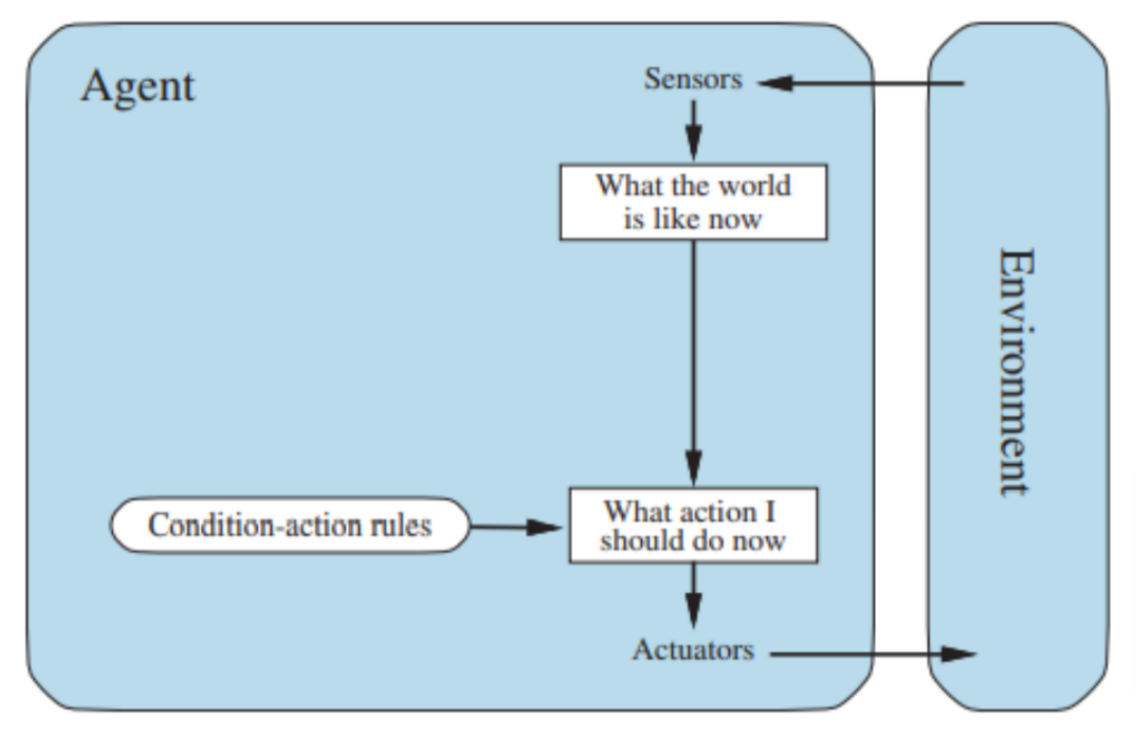 Agent
Sensors
What the world
is like now
Environment
Condition-action rules
What action I
should do now
Actuators